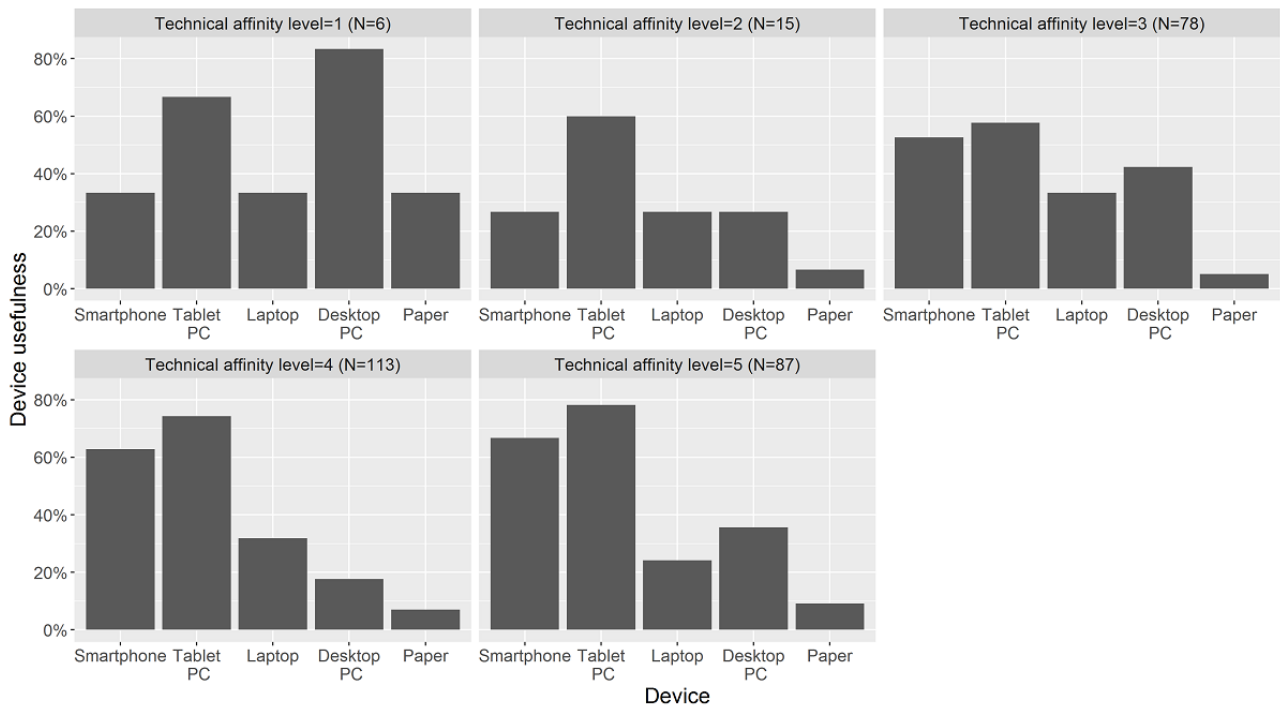 Technical affinity level=1 (N=6)
Technical affinity level=2 (N=15)
Technical affinity level=3 (N=78)
80%
60%
40%
20%
0%
Smartphone Tablet PC Laptop Desktop PC Paper
Smartphone Tablet PC Laptop Desktop PC Paper
Smartphone Tablet PC Laptop Desktop PC Paper
Device usefulness
Technical affinity level=4 (N=113)
Technical affinity level=5 (N=87)
80%
60%
40%
20%
0%
Smartphone Tablet PC Laptop Desktop PC Paper
Smartphone Tablet PC Laptop Desktop PC Paper
Device